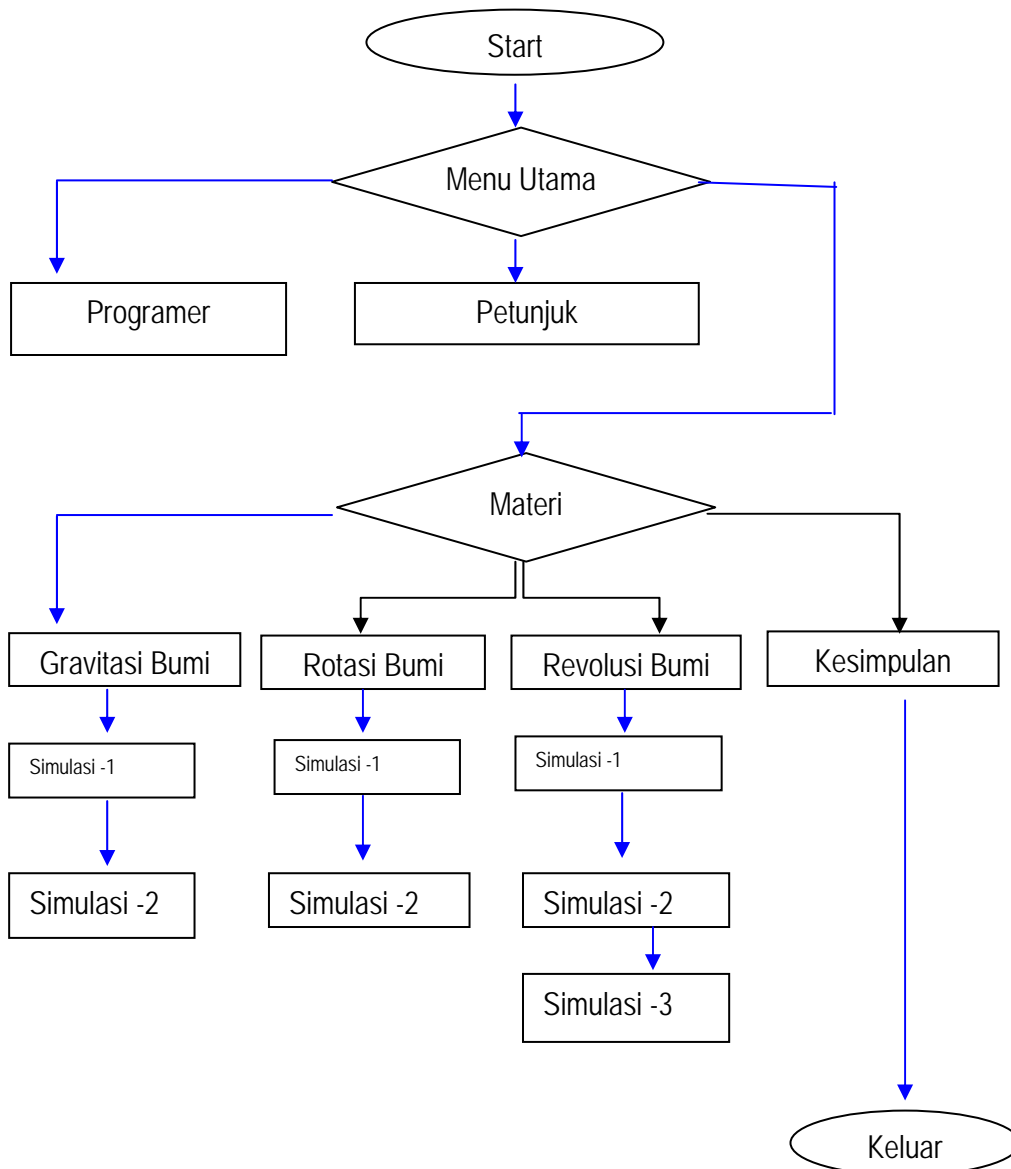 Start
Menu Utama
Programer
Petunjuk
Materi
Gravitasi Bumi
Rotasi Bumi
Revolusi Bumi
Kesimpulan
Simulasi -1
Simulasi -1
Simulasi -1
Simulasi -2
Simulasi -2
Simulasi -2
Simulasi -3
Keluar